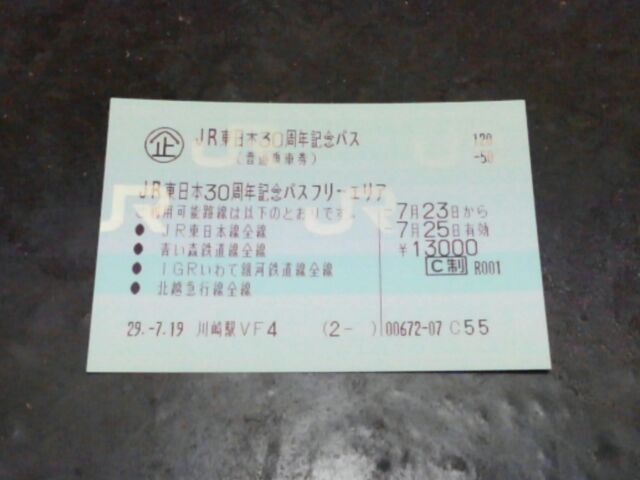 企 JR東日本30周年記念パス 120
(普通乗車券) -50
JR東日本30周年記念パスフリーエリア
ご利用可能路線は以下のとおりです。 7月23日から
●JR東日本線全線 7月25日有効
●青い森鉄道線全線 ¥13000
●IGRいわて銀河鉄道線全線 C制 R001
●北越急行線全線
29.-7.19 川崎駅VF4 (2- ) 00672-07 C55